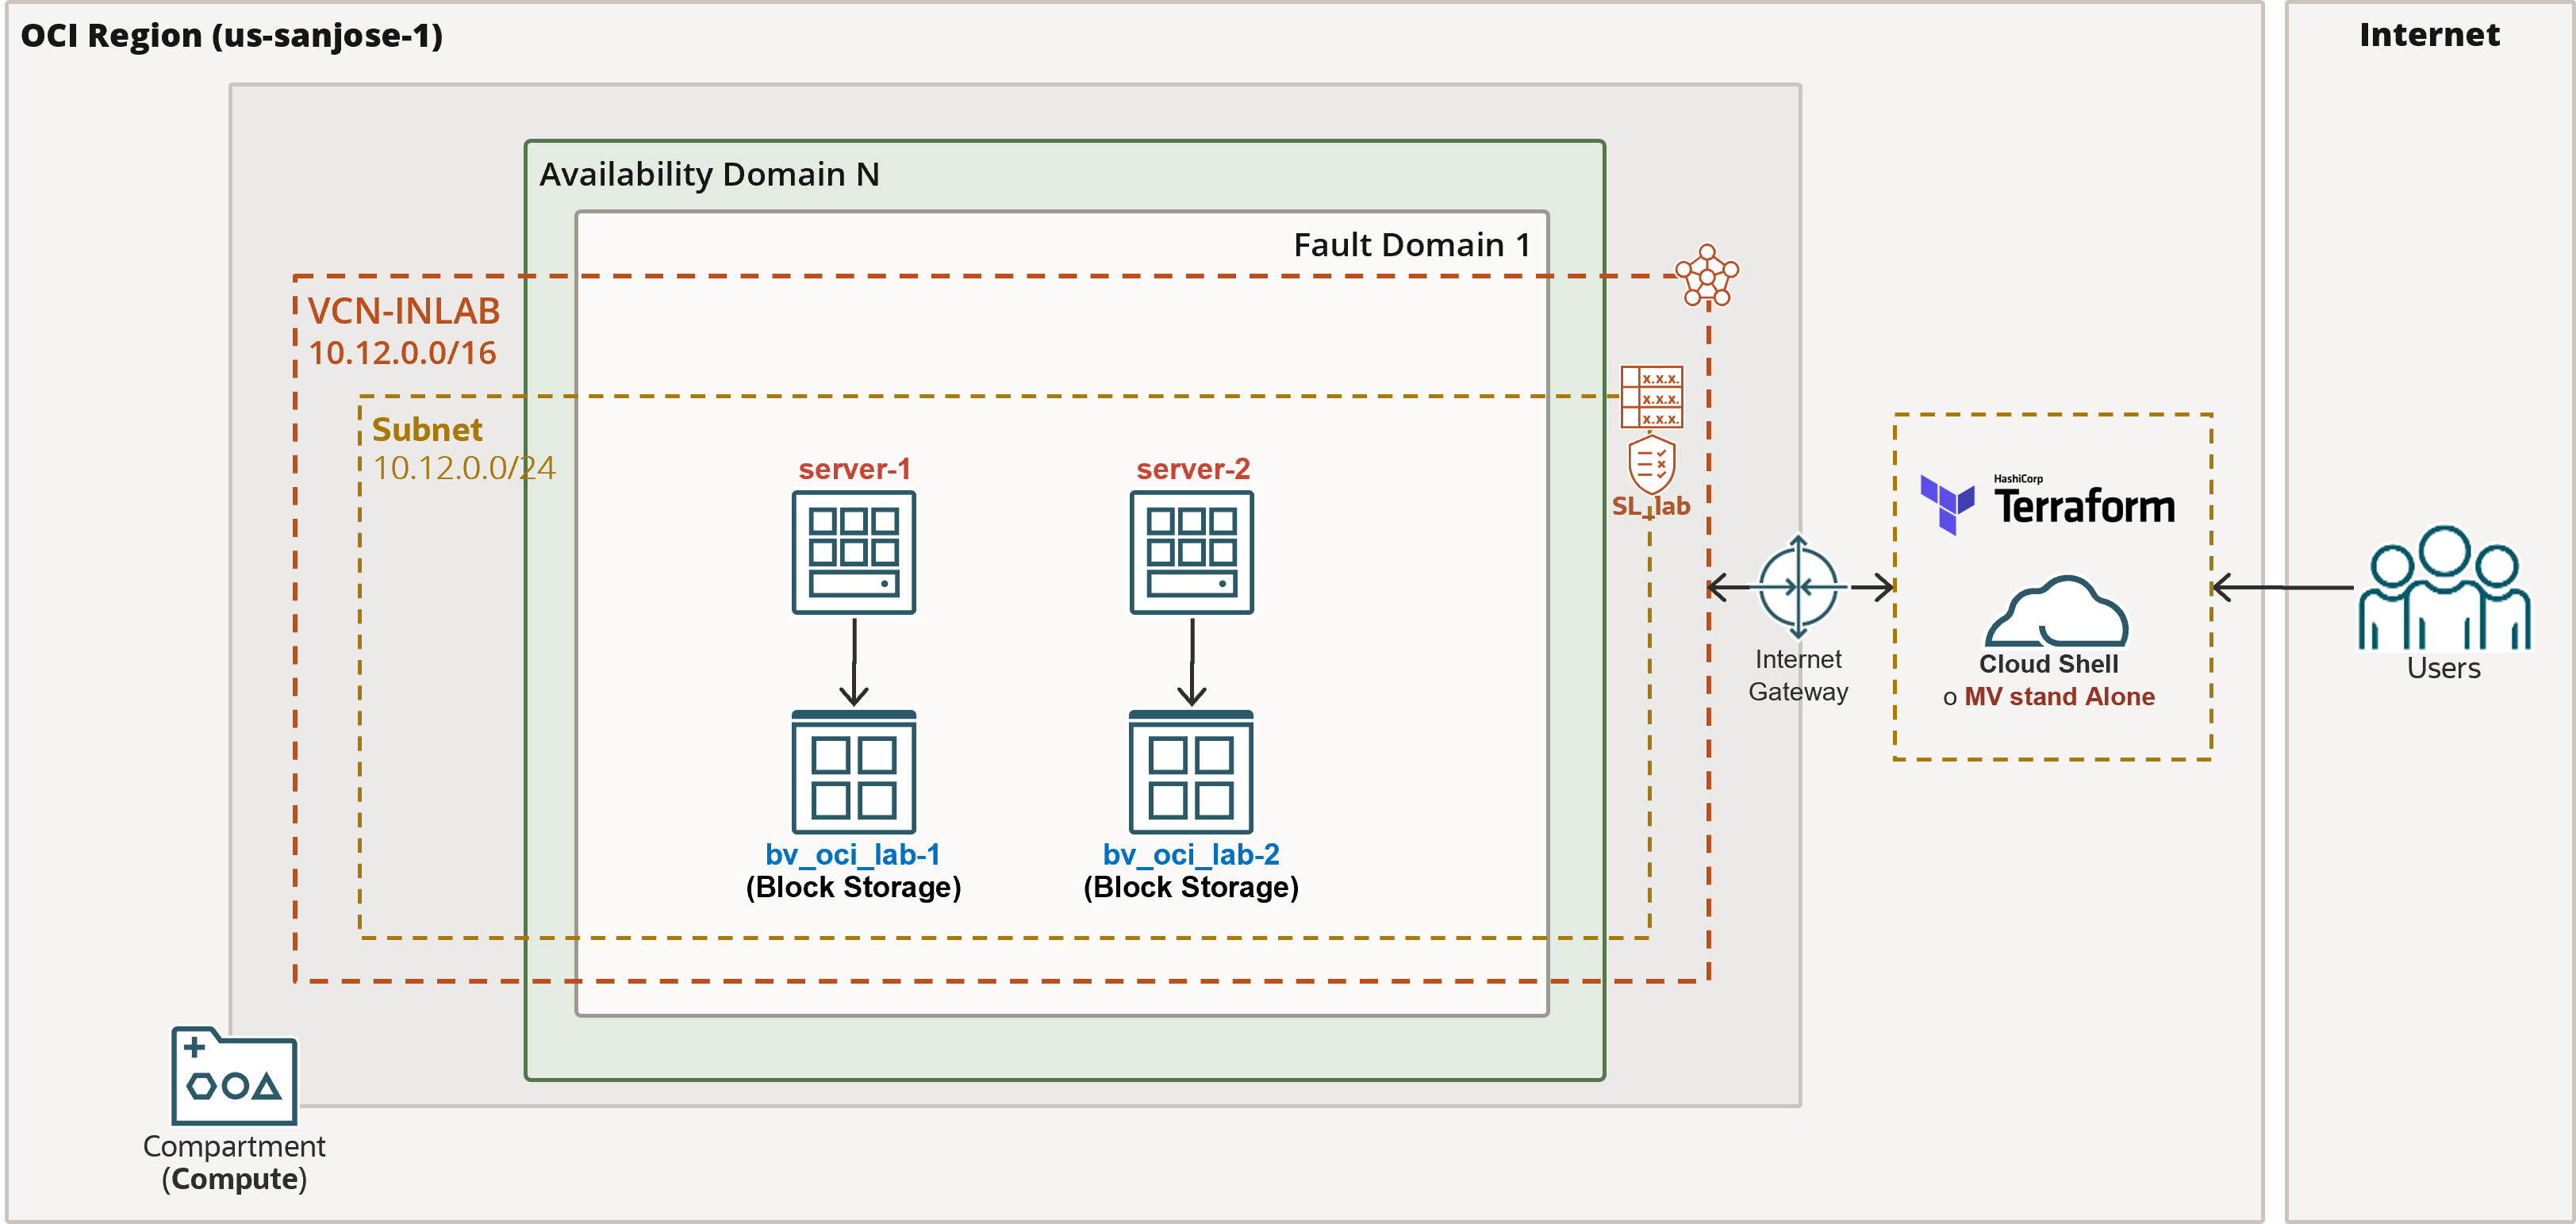 OCI Region (us-sanjose-1)
Internet
Availability Domain N
Fault Domain 1
VCN-INLAB
10.12.0.0/16
Subnet
10.12.0.0/24
x.x.x.
x.x.x.
x.x.x.
SL_lab
server-1
server-2
bv_oci_lab-1
(Block Storage)
bv_oci_lab-2
(Block Storage)
Internet
Gateway
HashiCorp
Terraform
Cloud Shell
o MV stand Alone
Users
Compartment
(Compute)